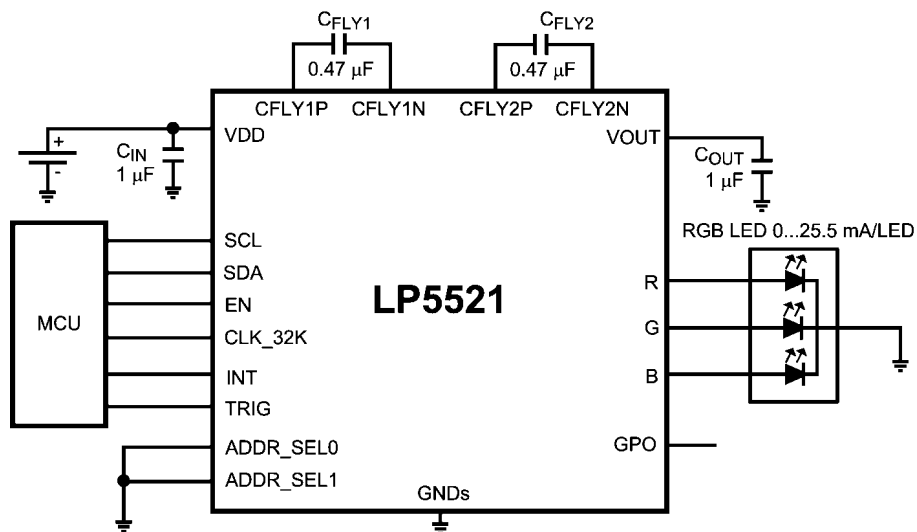 CFLY1
0.47 µF
CFLY2
0.47 µF
CFLY1P
CFLY1N
CFLY2P
CFLY2N
+
-
CIN
1 µF
VDD
VOUT
COUT
1 µF
MCU
SCL
SDA
EN
CLK_32K
INT
TRIG
ADDR_SEL0
ADDR_SEL1
LP5521
RGB LED 0...25.5 mA/LED
R
G
B
GPO
GNDs